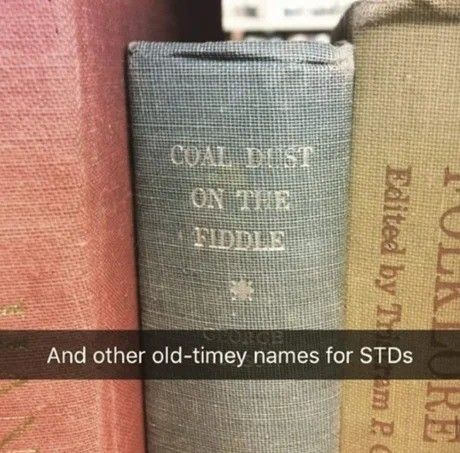 COAL DUST
ON THE
FIDDLE
GEORGE
And other old-timey names for STDs
FOLKLORE
Edited by